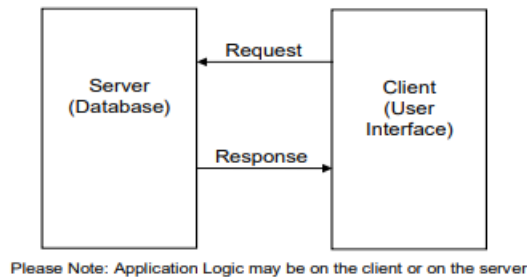 Request
Server
(Database)
Client
(User
Interface)
Response
Please Note: Application Logic may be on the client or on the server